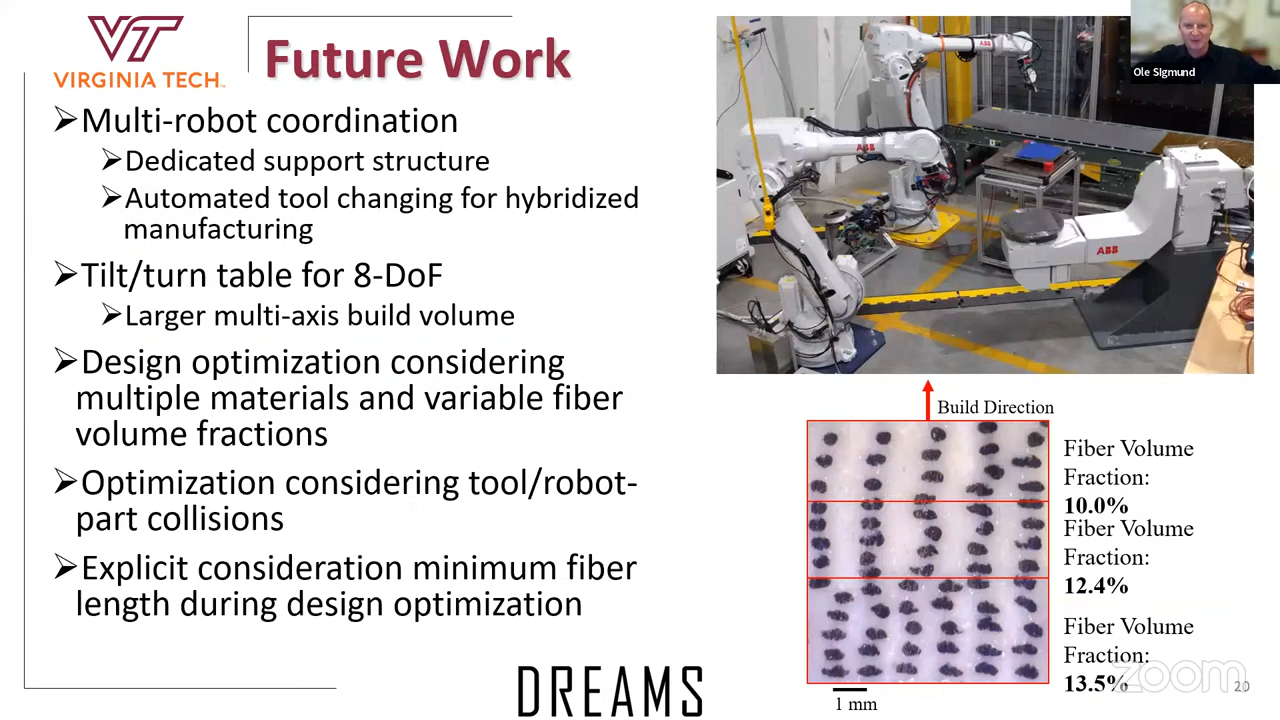 VIRGINIA TECH
Future Work
Multi-robot coordination
Dedicated support structure
Automated tool changing for hybridized
manufacturing
Tilt/turn table for 8-DoF
Larger multi-axis build volume
Design optimization considering
multiple materials and variable fiber
volume fractions
Optimization considering tool/robot-
part collisions
Explicit consideration minimum fiber
length during design optimization
DREAMS
Ole Sigmund
ABB
ABB
ABB
Build Direction
Fiber Volume
Fraction:
10.0%
Fiber Volume
Fraction:
12.4%
Fiber Volume
Fraction:
13.5%
1 mm
zoom
20